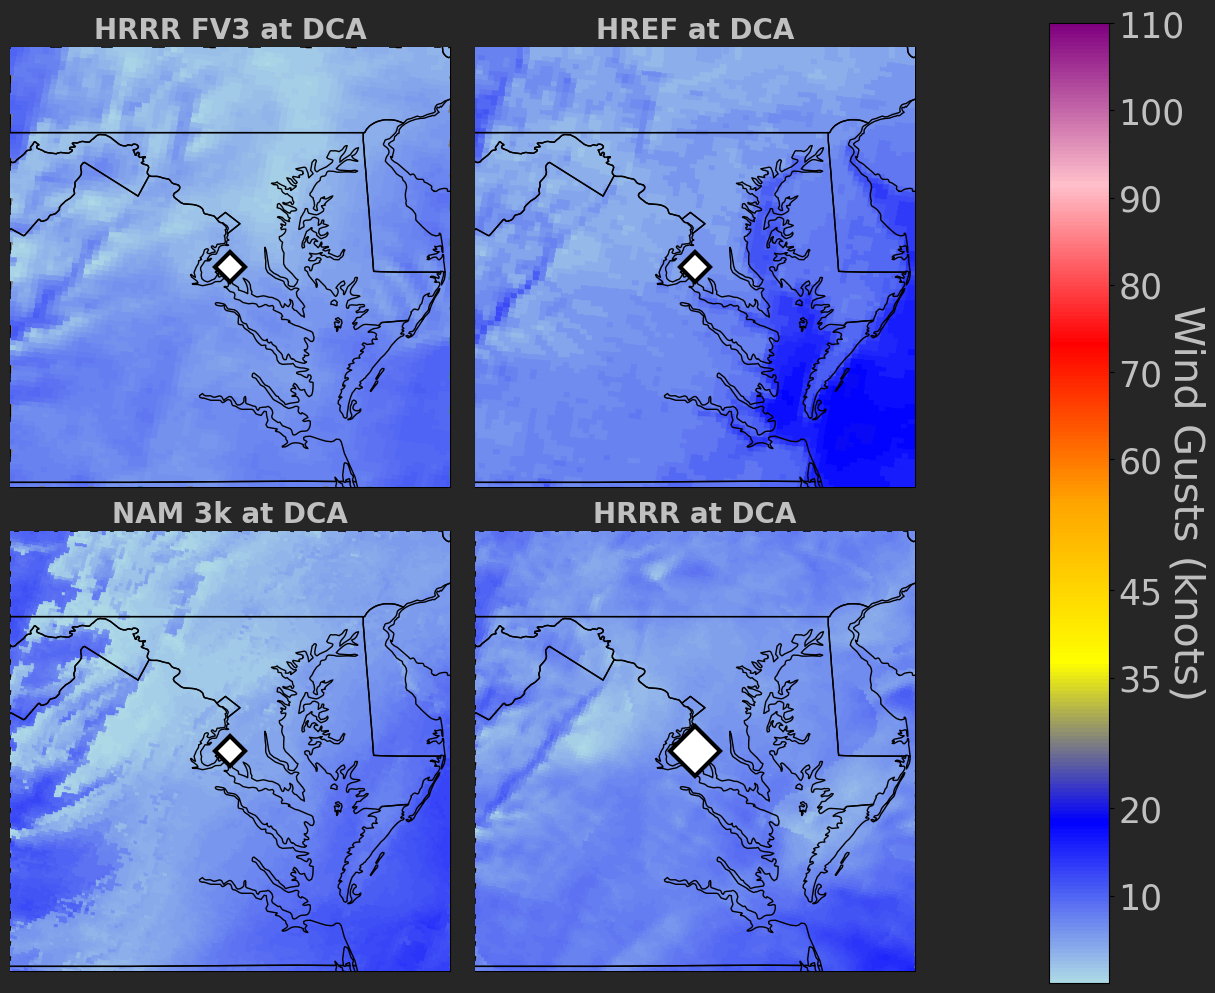 HRRR FV3 at DCA
HREF at DCA
NAM 3k at DCA
HRRR at DCA
110
100
90
80
70
60
45
35
20
10
Wind Gusts (knots)